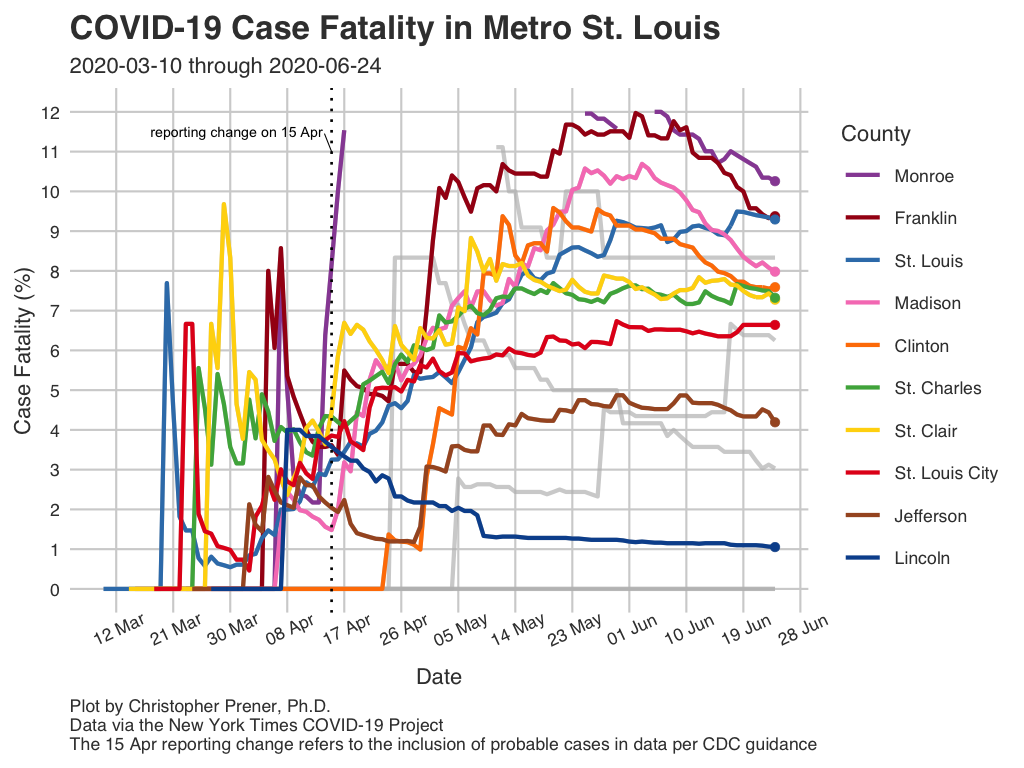 COVID-19 Case Fatality in Metro St. Louis
2020-03-10 through 2020-06-24
reporting change on 15 Apr
Case Fatality (%)
12
11
10
9
8
7
6
5
4
3
2
1
0
12 Mar
21 Mar
30 Mar
08 Apr
17 Apr
26 Apr
05 May
14 May
23 May
01 Jun
10 Jun
19 Jun
28 Jun
Date
County
Monroe
Franklin
St. Louis
Madison
Clinton
St. Charles
St. Clair
St. Louis City
Jefferson
Lincoln
Plot by Christopher Prener, Ph.D.
Data via the New York Times COVID-19 Project
The 15 Apr reporting change refers to the inclusion of probable cases in data per CDC guidance